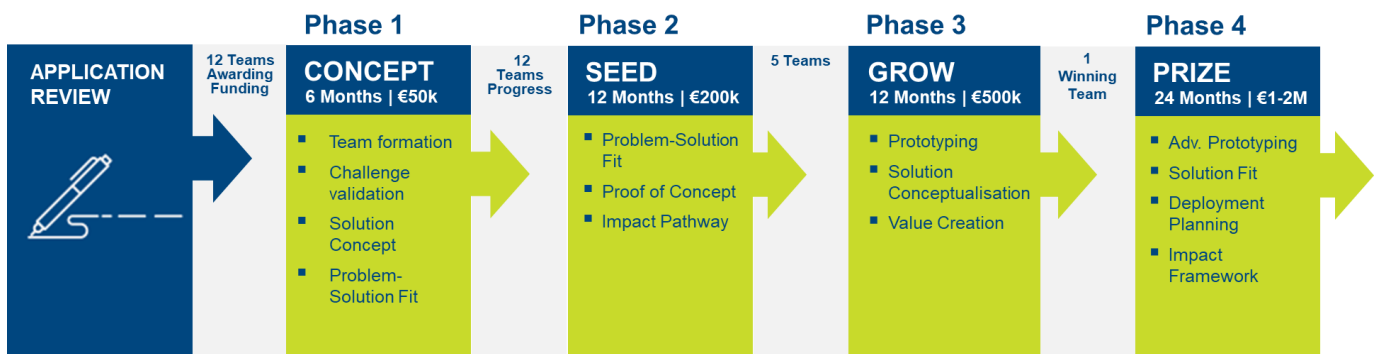 Phase 1
Phase 2
Phase 3
Phase 4
APPLICATION
REVIEW
12 Teams
Awarding
Funding
CONCEPT
6 Months | €50k
Team formation
Challenge
validation
Solution
Concept
Problem-
Solution Fit
12
Teams
Progress
SEED
12 Months | €200k
Problem-Solution
Fit
Proof of Concept
Impact Pathway
5 Teams
GROW
12 Months | €500k
Prototyping
Solution
Conceptualisation
Value Creation
1
Winning
Team
PRIZE
24 Months | €1-2M
Adv. Prototyping
Solution Fit
Deployment
Planning
Impact
Framework